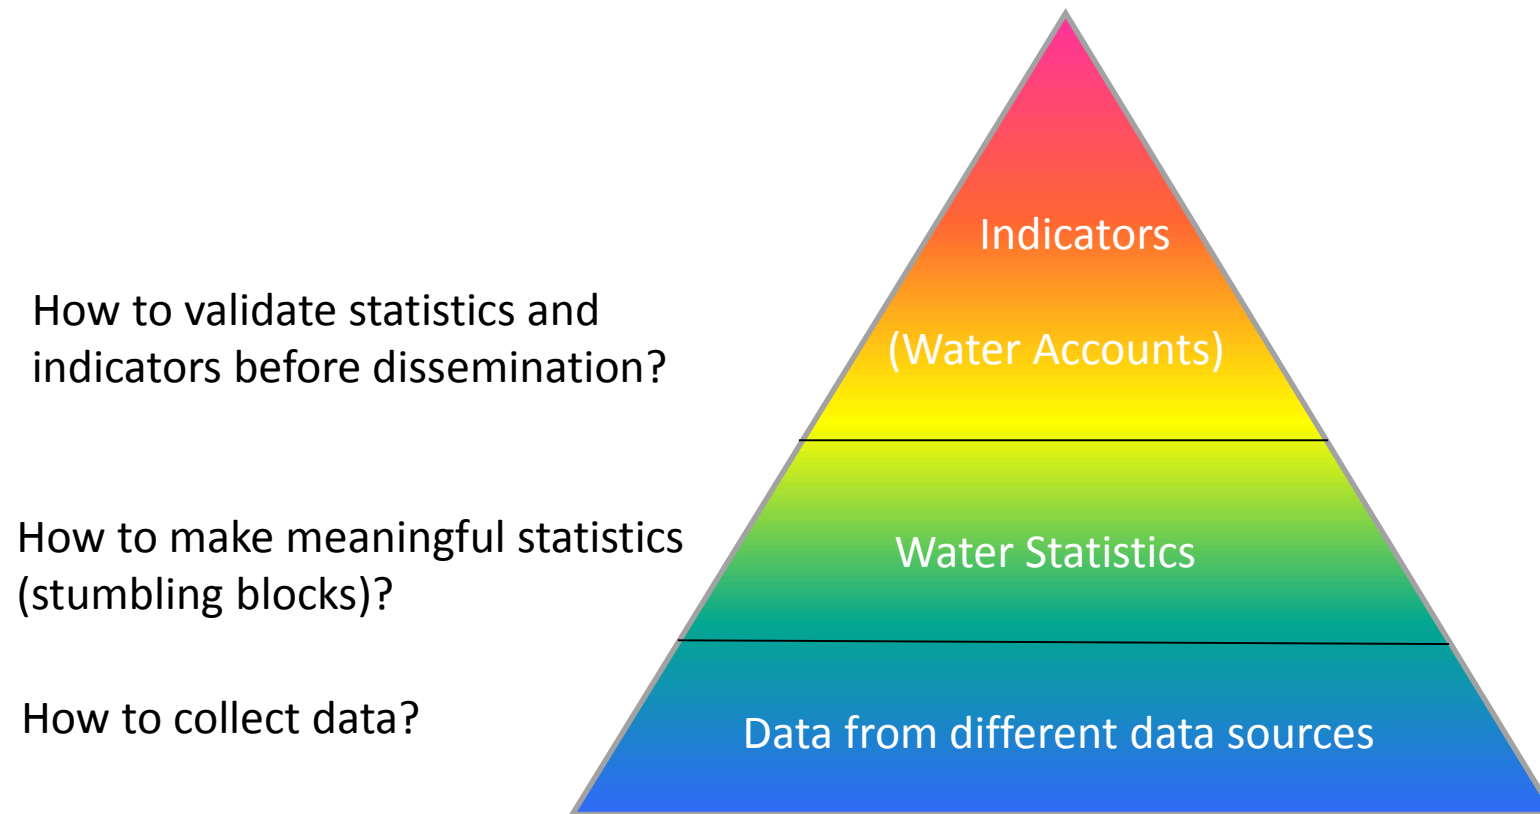 Indicators
How to validate statistics and
indicators before dissemination?
(Water Accounts)
How to make meaningful statistics
(stumbling blocks)?
Water Statistics
How to collect data?
Data from different data sources